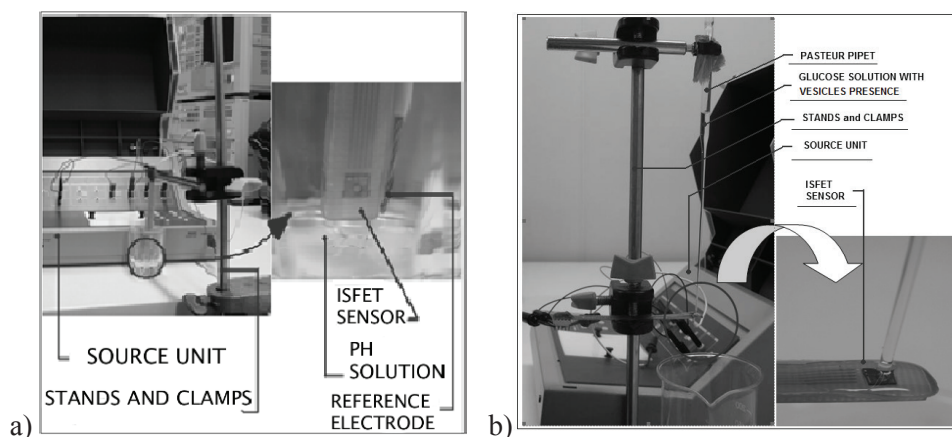 ISFET
SENSOR
PH
SOLUTION
REFERENCE
ELECTRODE
SOURCE UNIT
STANDS AND CLAMPS
a)
PASTEUR PIPET
GLUCOSE SOLUTION WITH
VESICLES PRESENCE
STANDS and CLAMPS
SOURCE UNIT
ISFET
SENSOR
b)